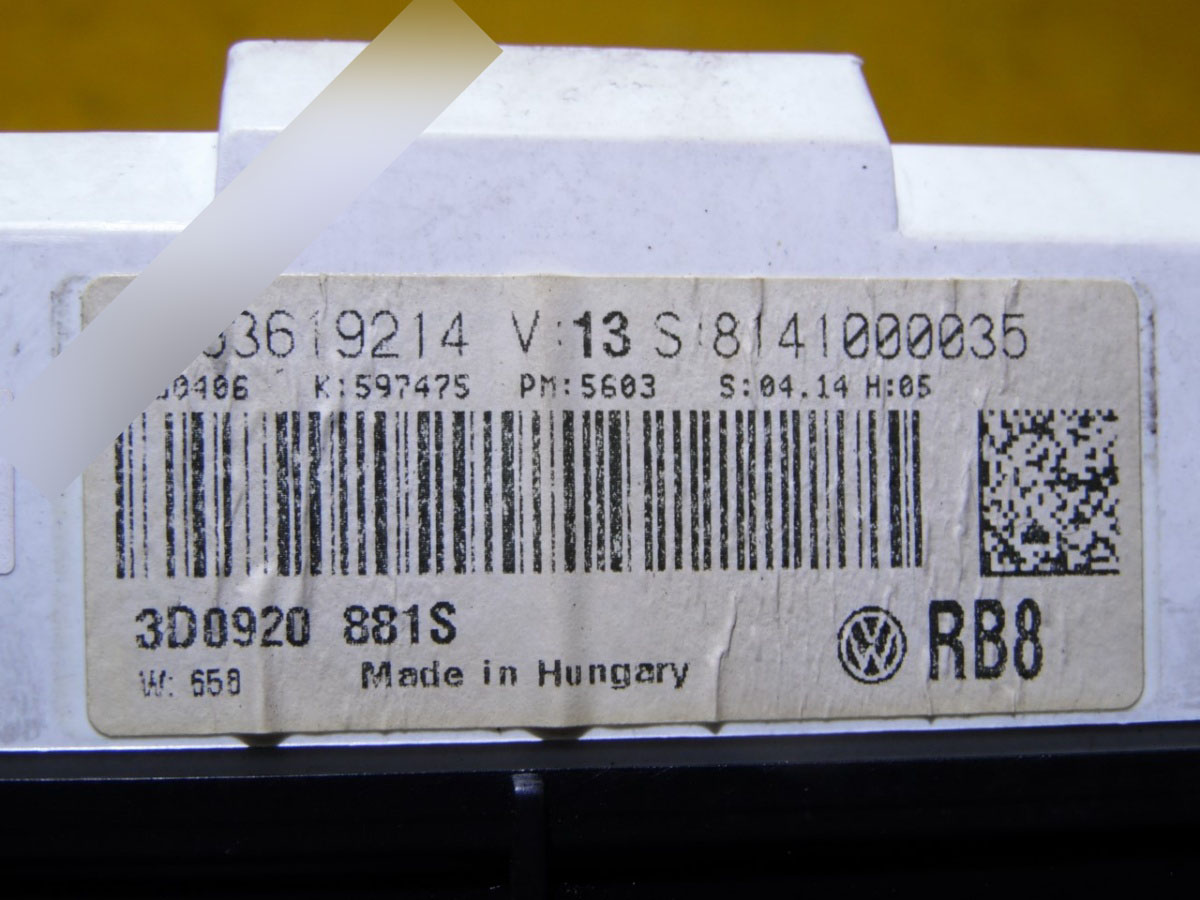 3619214 V:13 S 8141000035
0406 K:597475 PM:5603 S:04.14 H:05
3D0920 881S
RB8
W: 658 Made in Hungary